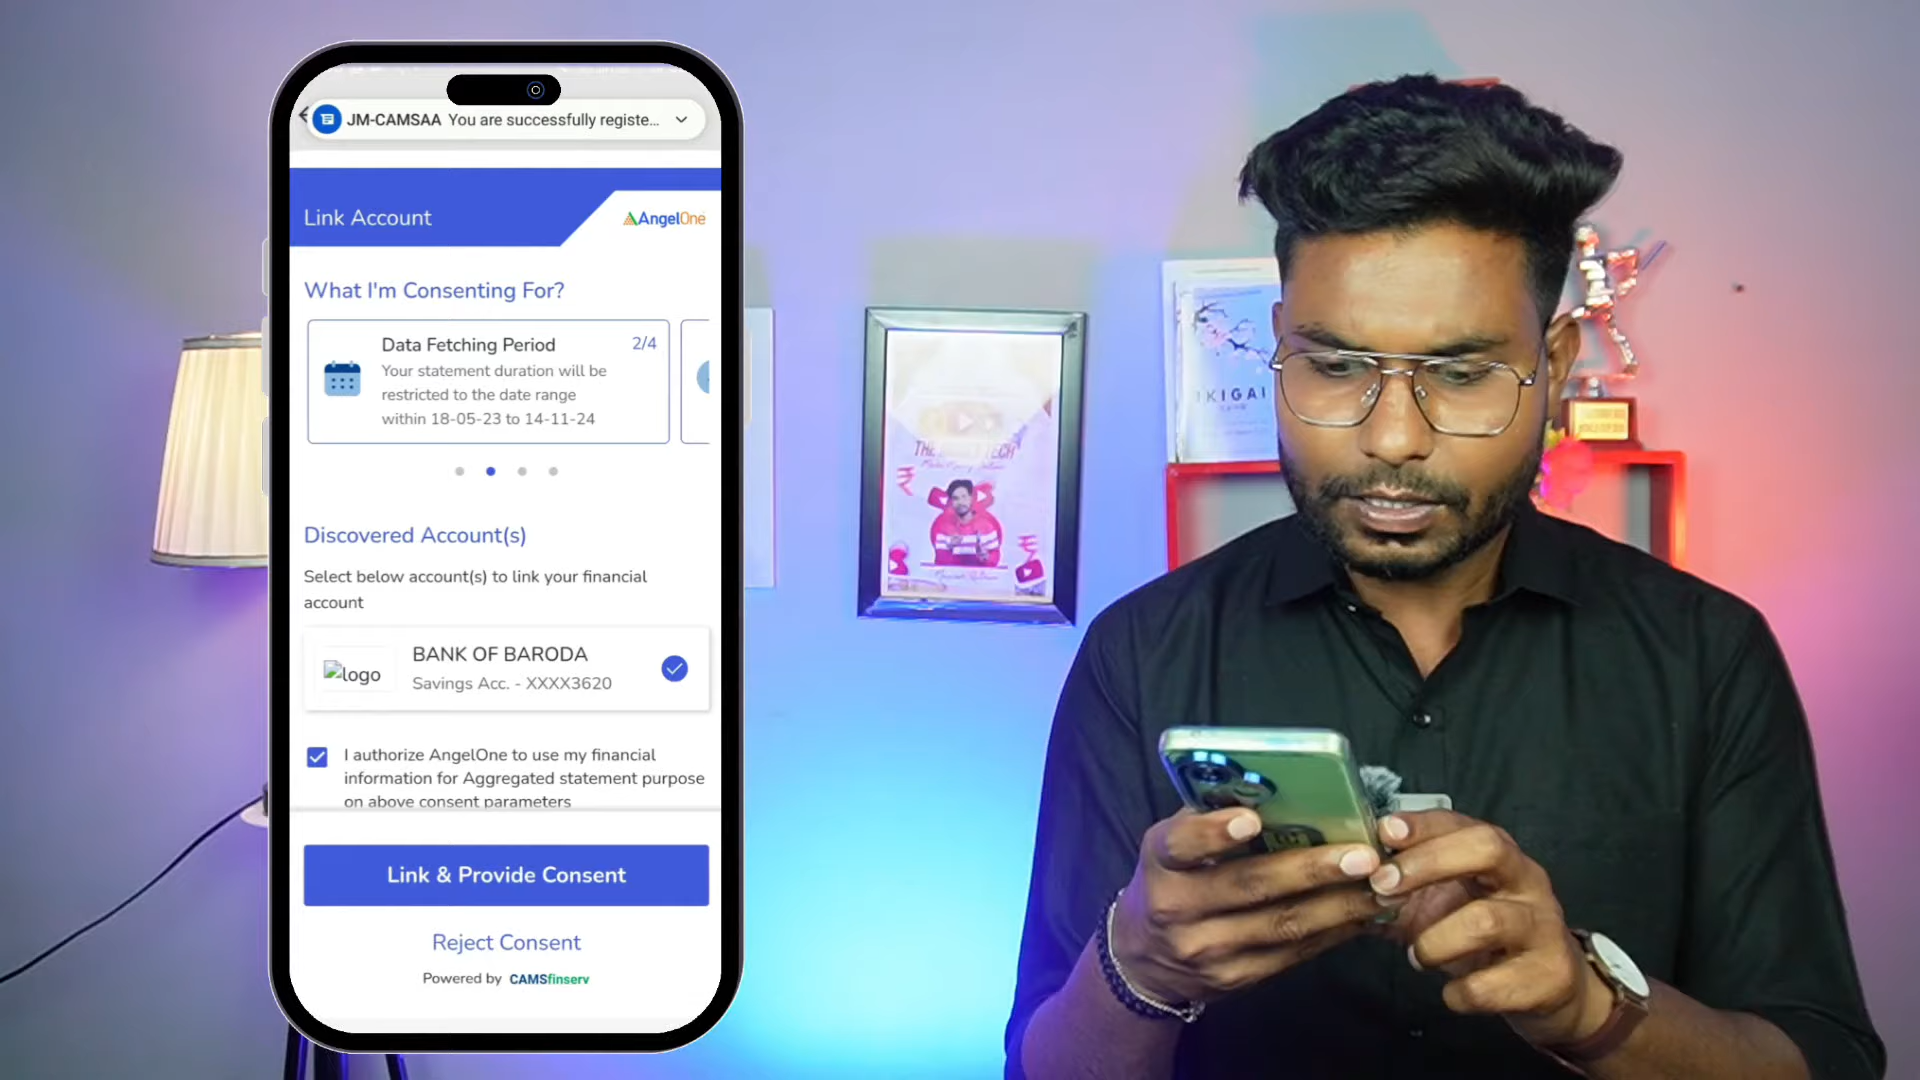 JM-CAMSAA You are successfully registe...
Link Account
AngelOne
What I'm Consenting For?
Data Fetching Period 2/4
Your statement duration will be
restricted to the date range
within 18-05-23 to 14-11-24
Discovered Account(s)
Select below account(s) to link your financial
account
logo
BANK OF BARODA
Savings Acc. - XXXX3620
I authorize AngelOne to use my financial
information for Aggregated statement purpose
on above consent parameters
Link & Provide Consent
Reject Consent
Powered by CAMSfinserv
TECH
IKIGAI